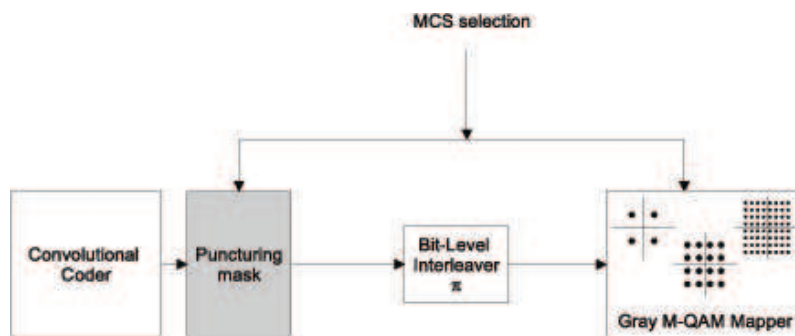 MCS selection
Convolutional
Coder
Puncturing
mask
Bit-Level
Interleaver
π
Gray M-QAM Mapper